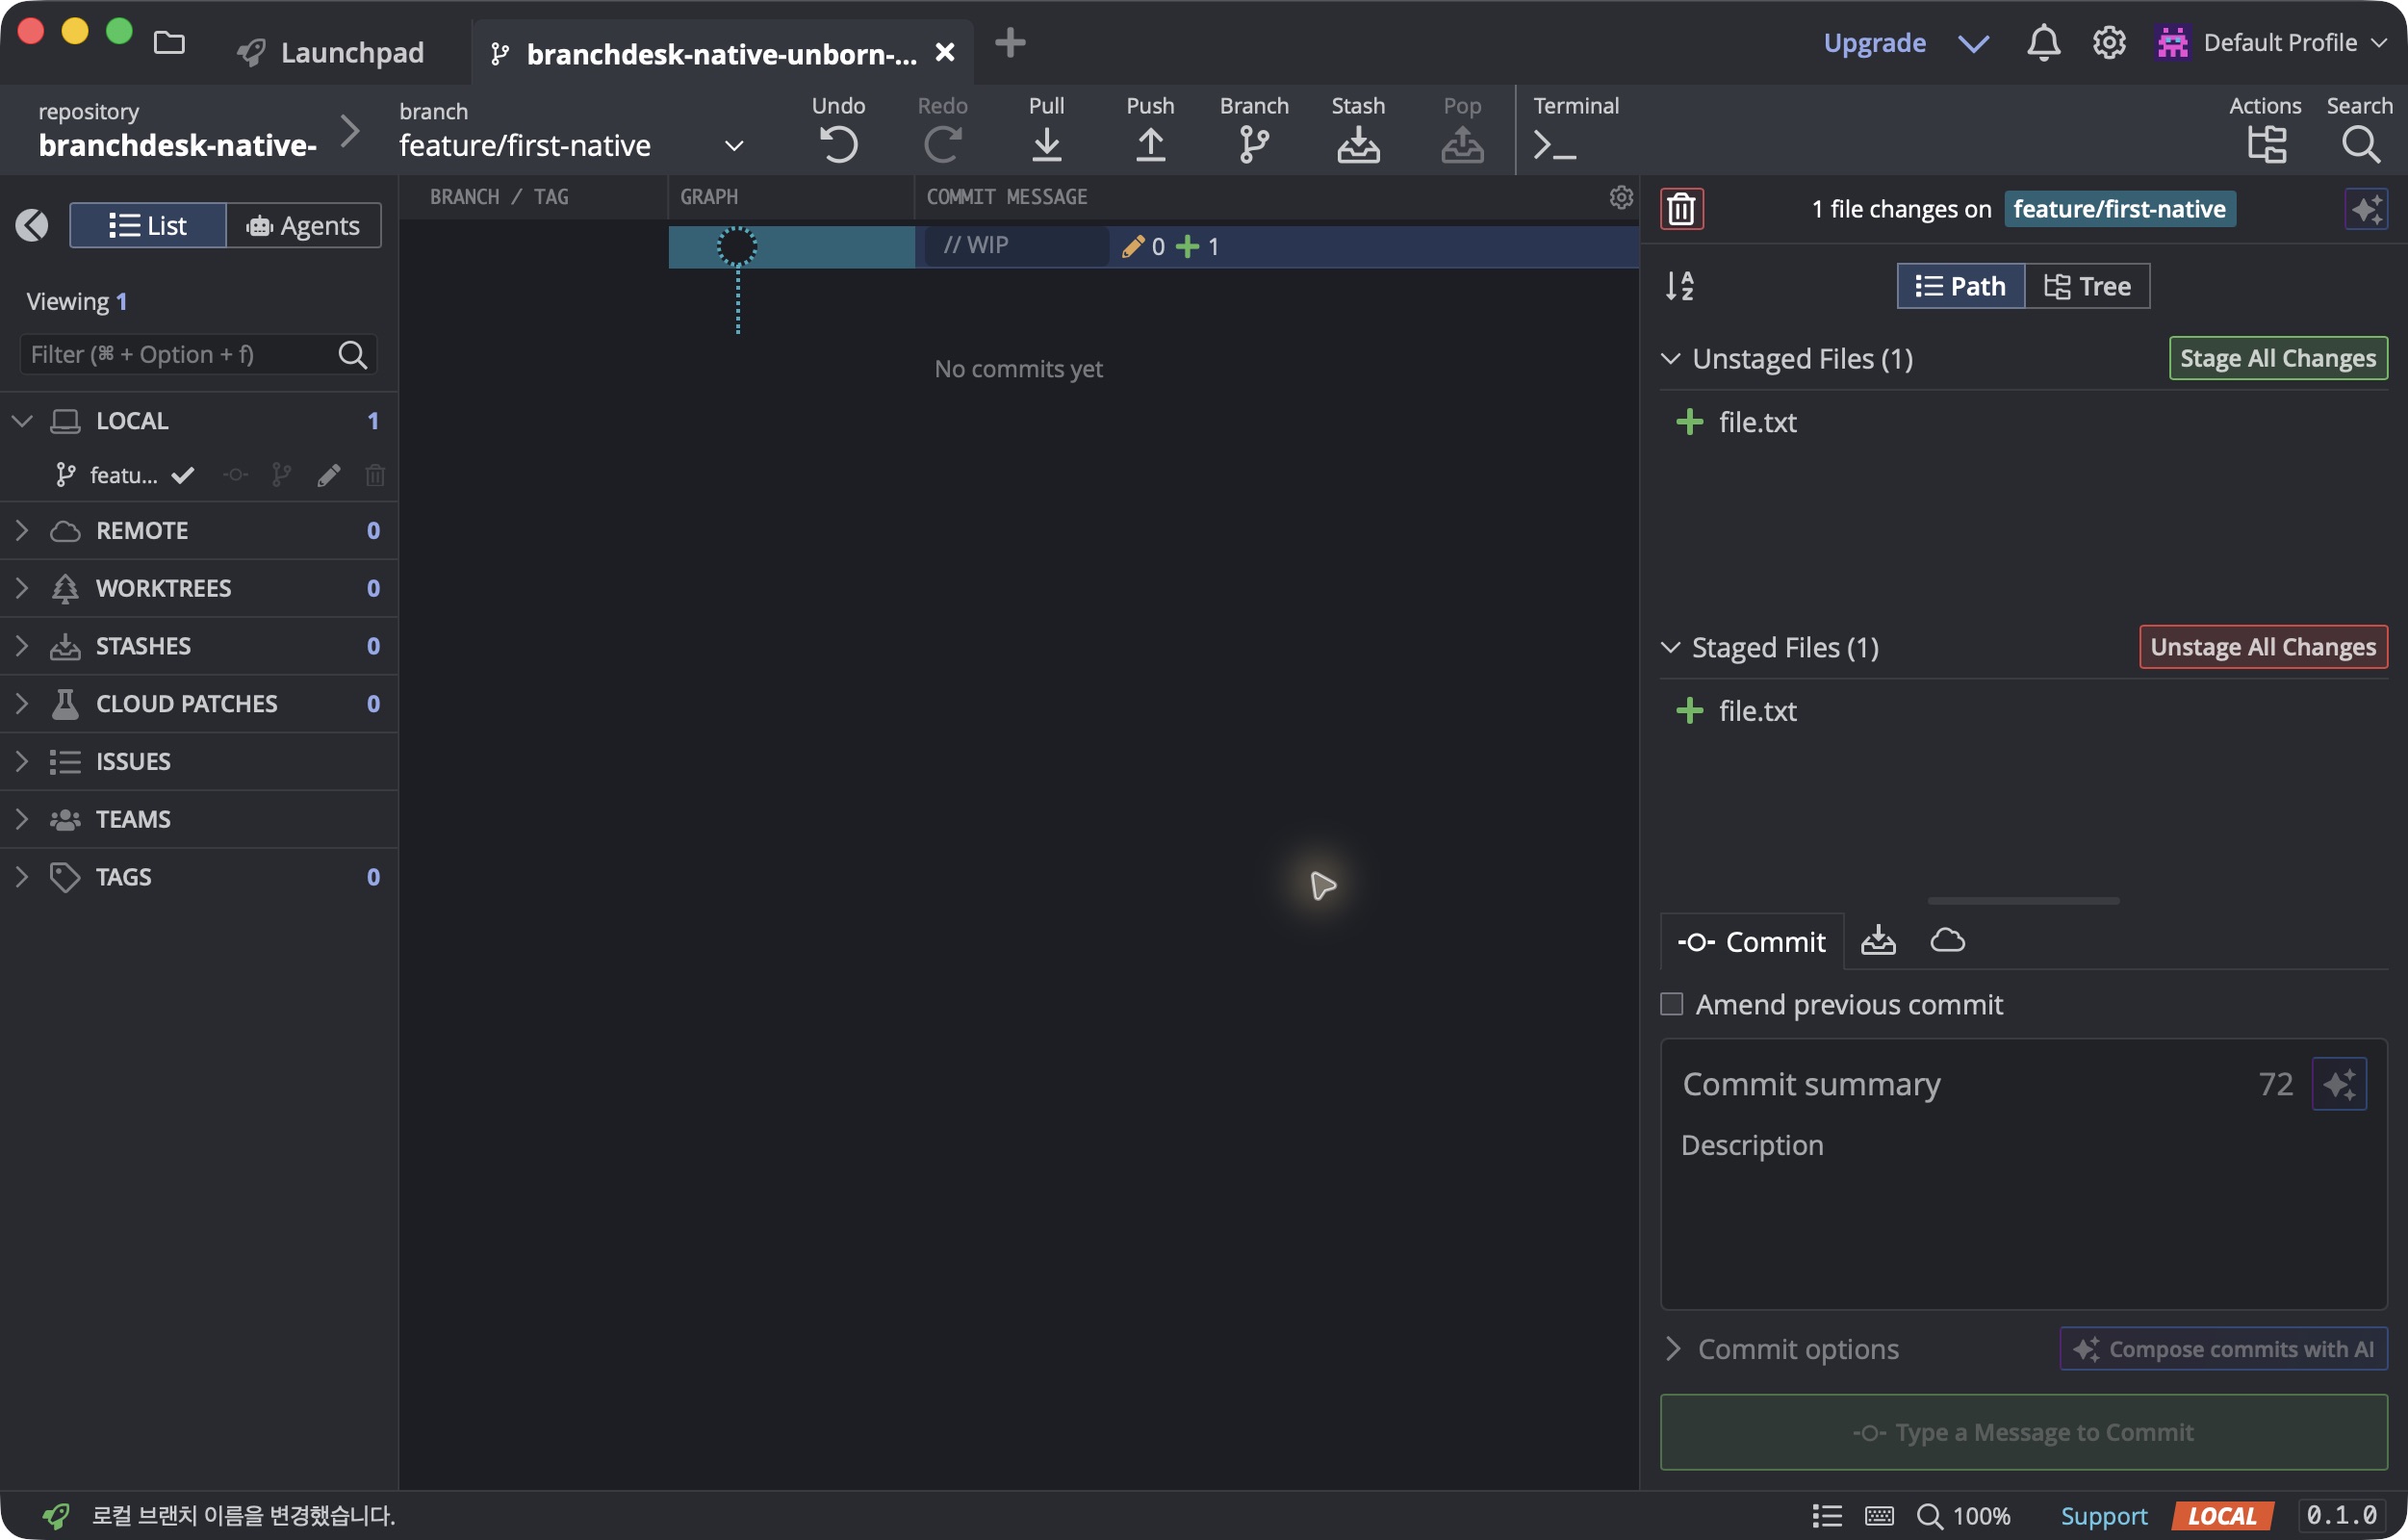 Launchpad
branchdesk-native-unborn-...
Upgrade
Default Profile
repository
branchdesk-native-
branch
feature/first-native
Undo
Redo
Pull
Push
Branch
Stash
Pop
Terminal
Actions
Search
List
Agents
Viewing 1
Filter (⌘ + Option + f)
LOCAL 1
featu...
REMOTE 0
WORKTREES 0
STASHES 0
CLOUD PATCHES 0
ISSUES
TEAMS
TAGS 0
BRANCH / TAG
GRAPH
COMMIT MESSAGE
// WIP
0
1
No commits yet
1 file changes on feature/first-native
Path
Tree
Unstaged Files (1)
Stage All Changes
file.txt
Staged Files (1)
Unstage All Changes
file.txt
Commit
Amend previous commit
Commit summary
72
Description
Commit options
Compose commits with AI
Type a Message to Commit
로컬 브랜치 이름을 변경했습니다.
100%
Support
LOCAL
0.1.0